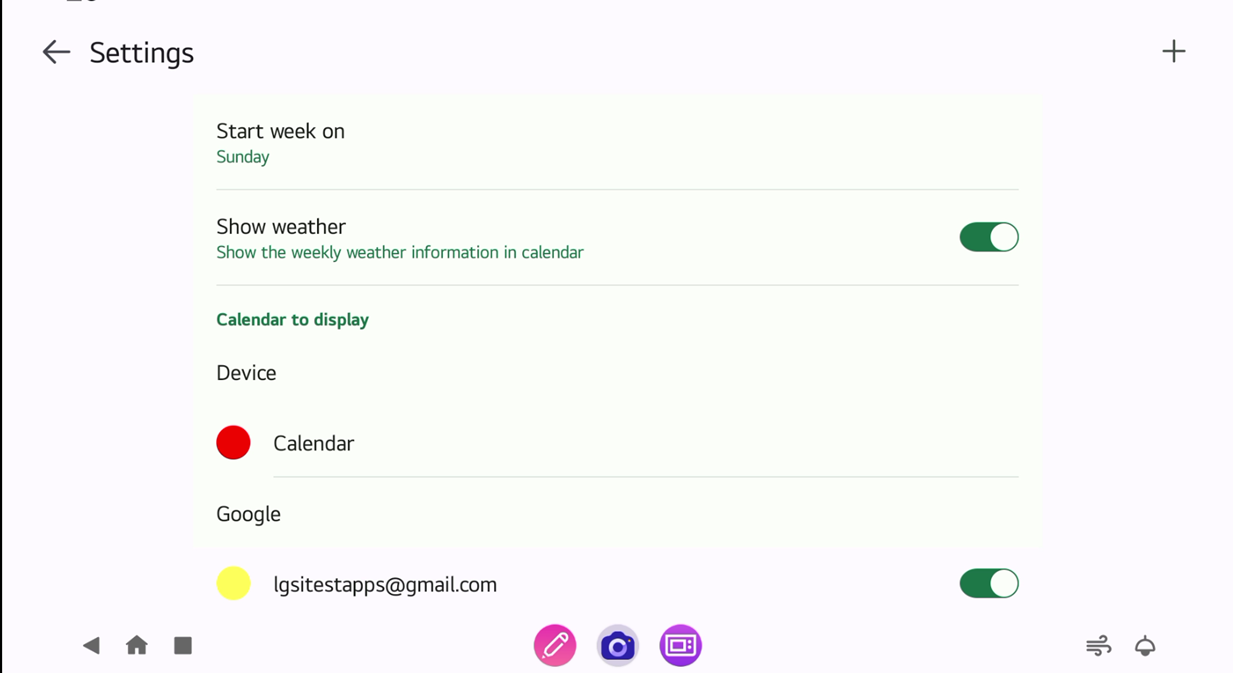 Settings
Start week on
Sunday
Show weather
Show the weekly weather information in calendar
Calendar to display
Device
Calendar
Google
lgsitestapps@gmail.com